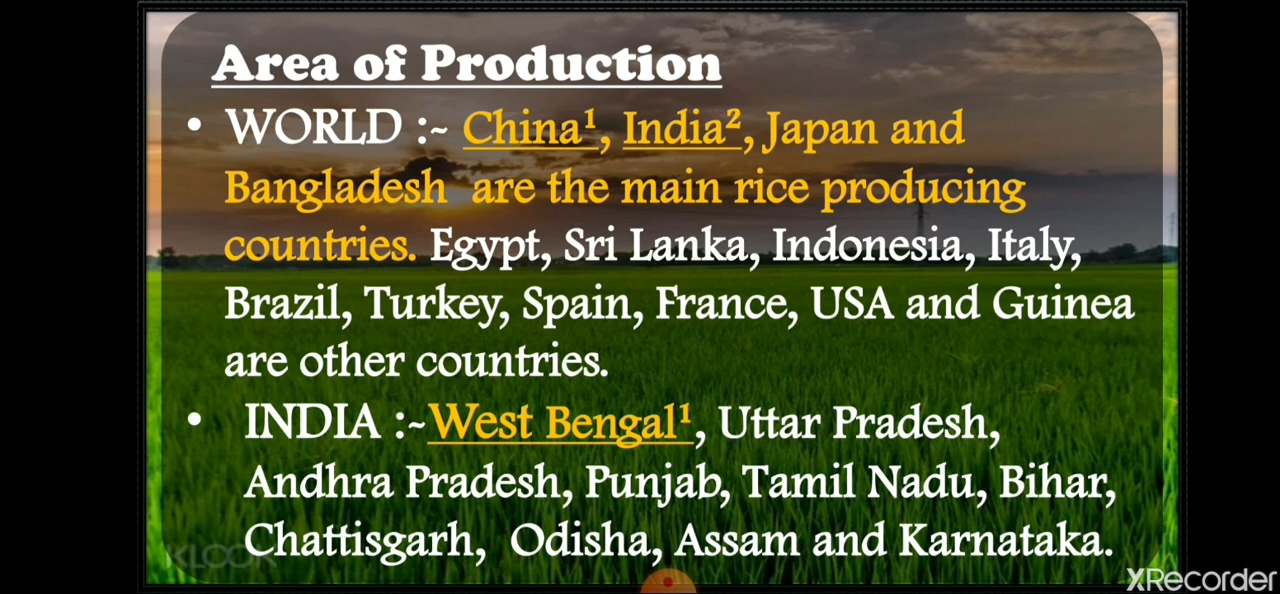 Area of Production
• WORLD :- China¹, India², Japan and
Bangladesh are the main rice producing
countries. Egypt, Sri Lanka, Indonesia, Italy,
Brazil, Turkey, Spain, France, USA and Guinea
are other countries.
• INDIA :-West Bengal¹, Uttar Pradesh,
Andhra Pradesh, Punjab, Tamil Nadu, Bihar,
Chattisgarh, Odisha, Assam and Karnataka.
KLOOK
XRecorder